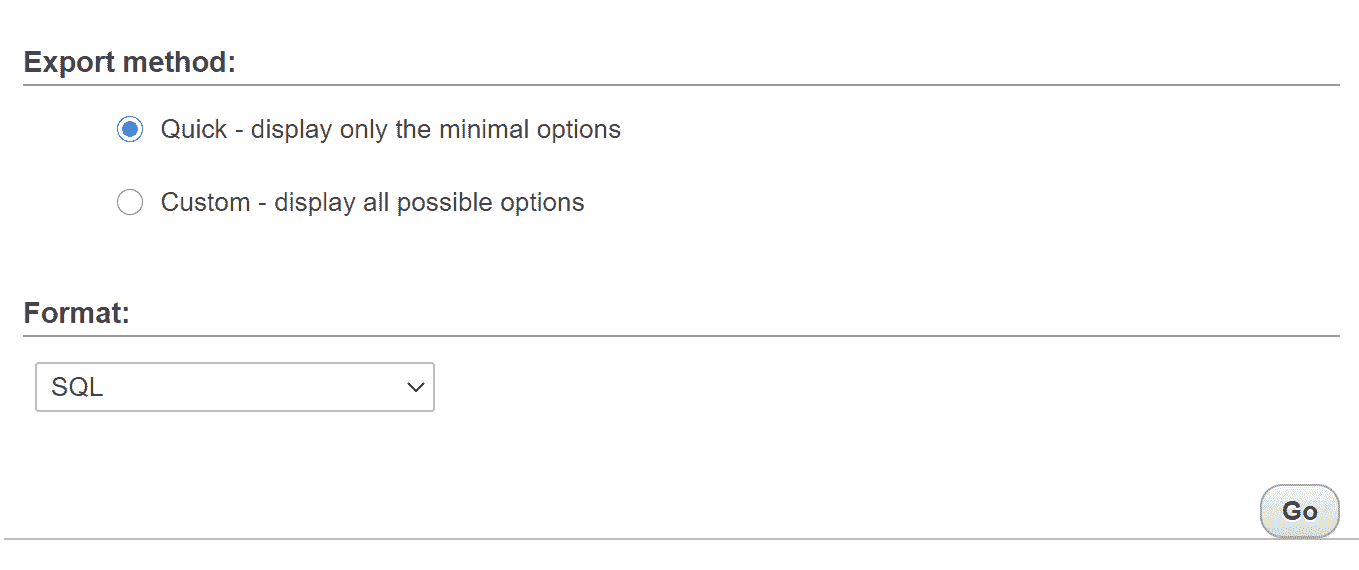 Export method:
Quick - display only the minimal options
Custom - display all possible options
Format:
SQL
Go